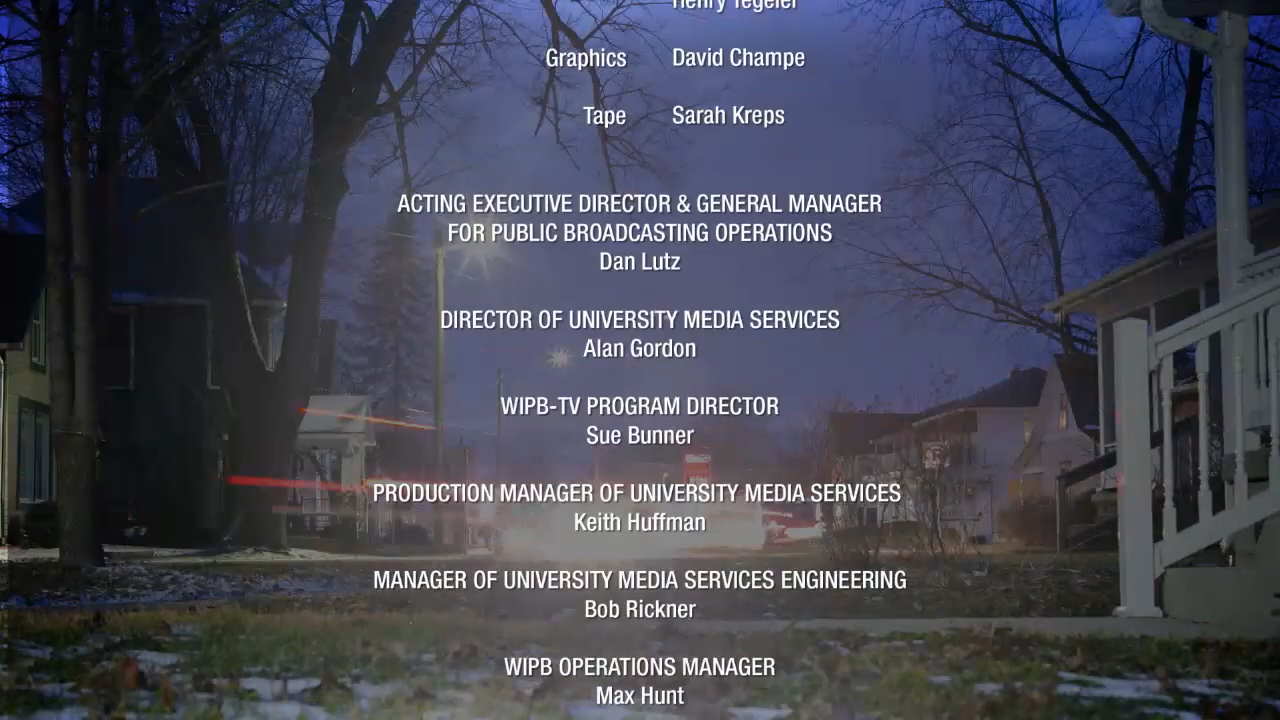 Henry Tegeler
Graphics David Champe
Tape Sarah Kreps
ACTING EXECUTIVE DIRECTOR & GENERAL MANAGER
FOR PUBLIC BROADCASTING OPERATIONS
Dan Lutz
DIRECTOR OF UNIVERSITY MEDIA SERVICES
Alan Gordon
WIPB-TV PROGRAM DIRECTOR
Sue Bunner
PRODUCTION MANAGER OF UNIVERSITY MEDIA SERVICES
Keith Huffman
MANAGER OF UNIVERSITY MEDIA SERVICES ENGINEERING
Bob Rickner
WIPB OPERATIONS MANAGER
Max Hunt